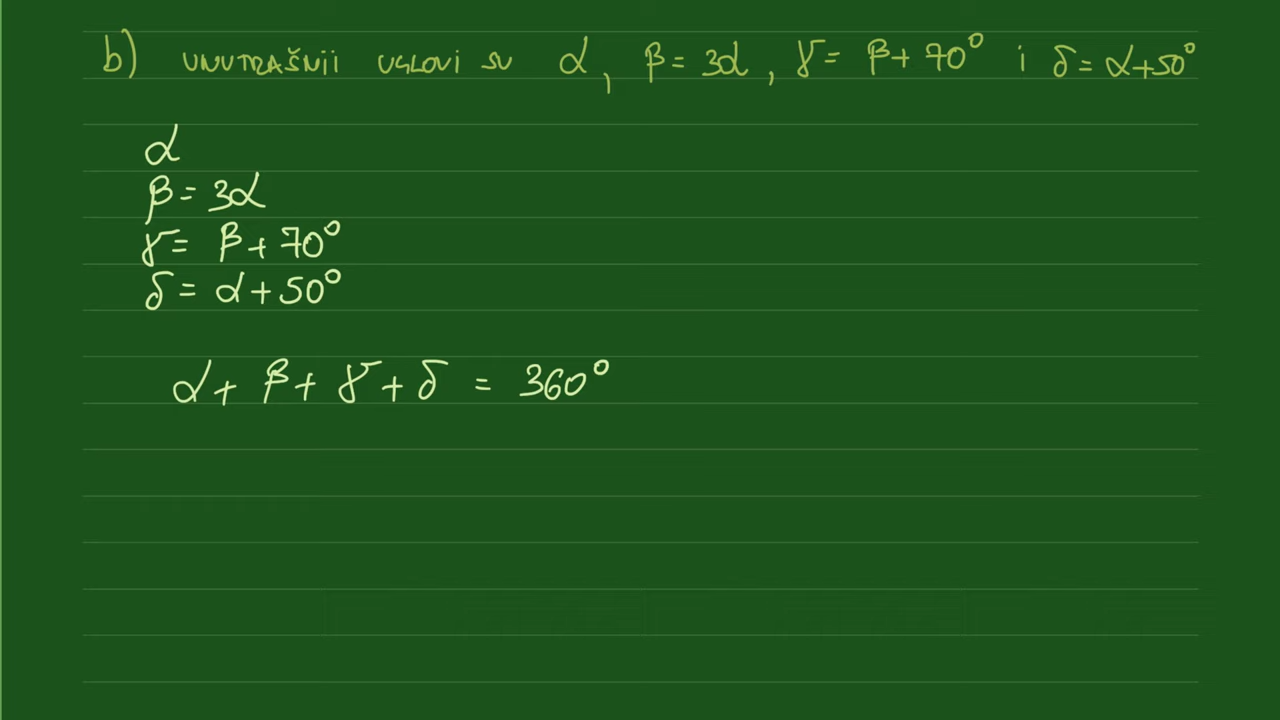 b) UNUTRAŠNJI UGLOVI SU α, β = 3α, γ = β + 70° i δ = α + 50°
α
β = 3α
γ = β + 70°
δ = α + 50°
α + β + γ + δ = 360°